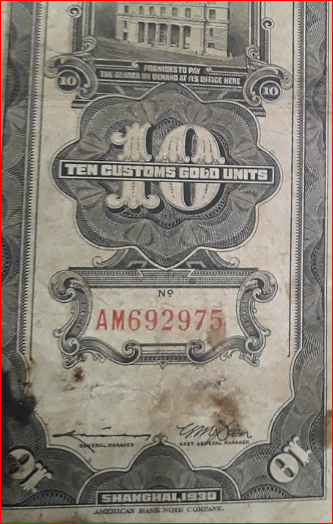 10
PROMISES TO PAY
THE BEARER ON DEMAND AT ITS OFFICE HERE
10
10
TEN CUSTOMS GOLD UNITS
Nº
AM692975
GENERAL MANAGER
ASST. GENERAL MANAGER
10
10
SHANGHAI, 1930
AMERICAN BANK NOTE COMPANY.